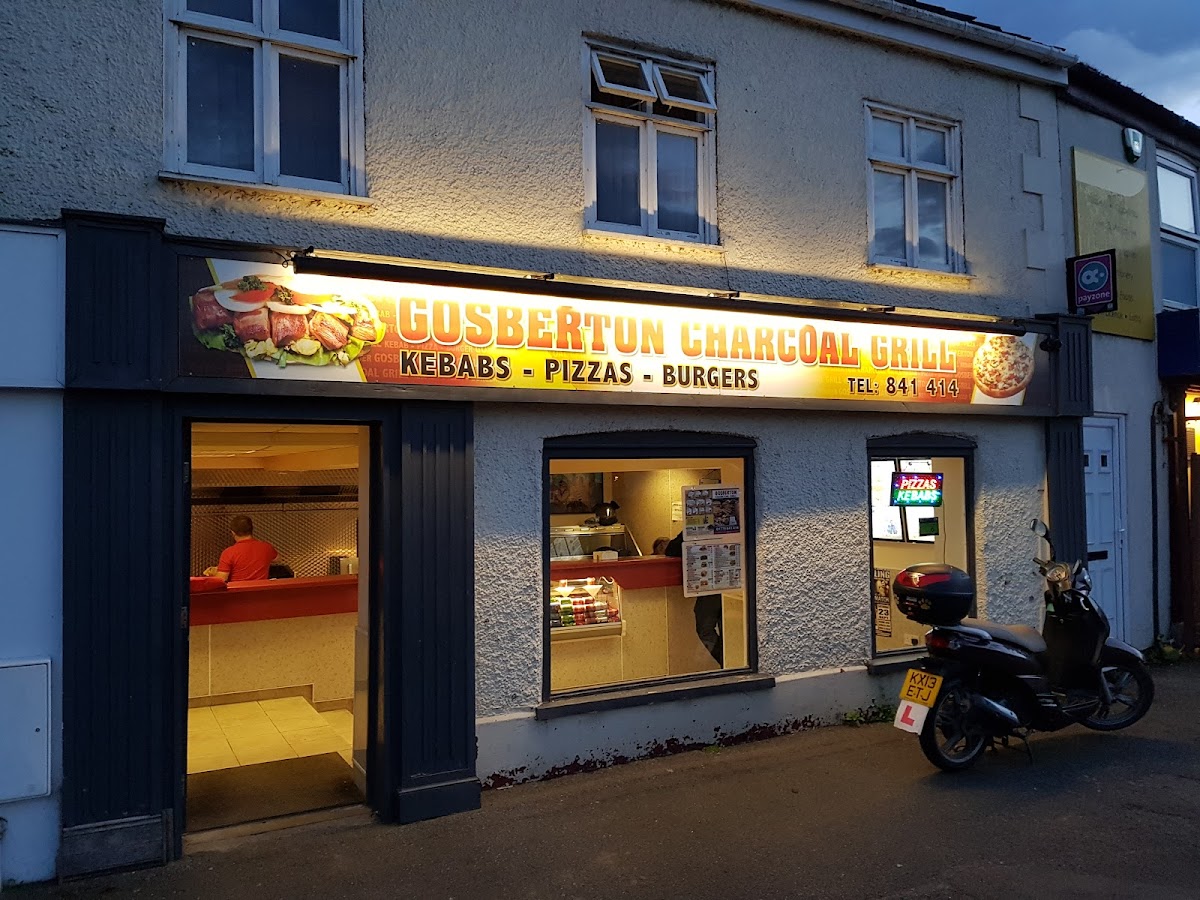 GOSBERTON CHARCOAL GRILL
KEBABS - PIZZAS - BURGERS
TEL: 841 414
payzone
PIZZAS
KEBABS
KX13
ETJ
L